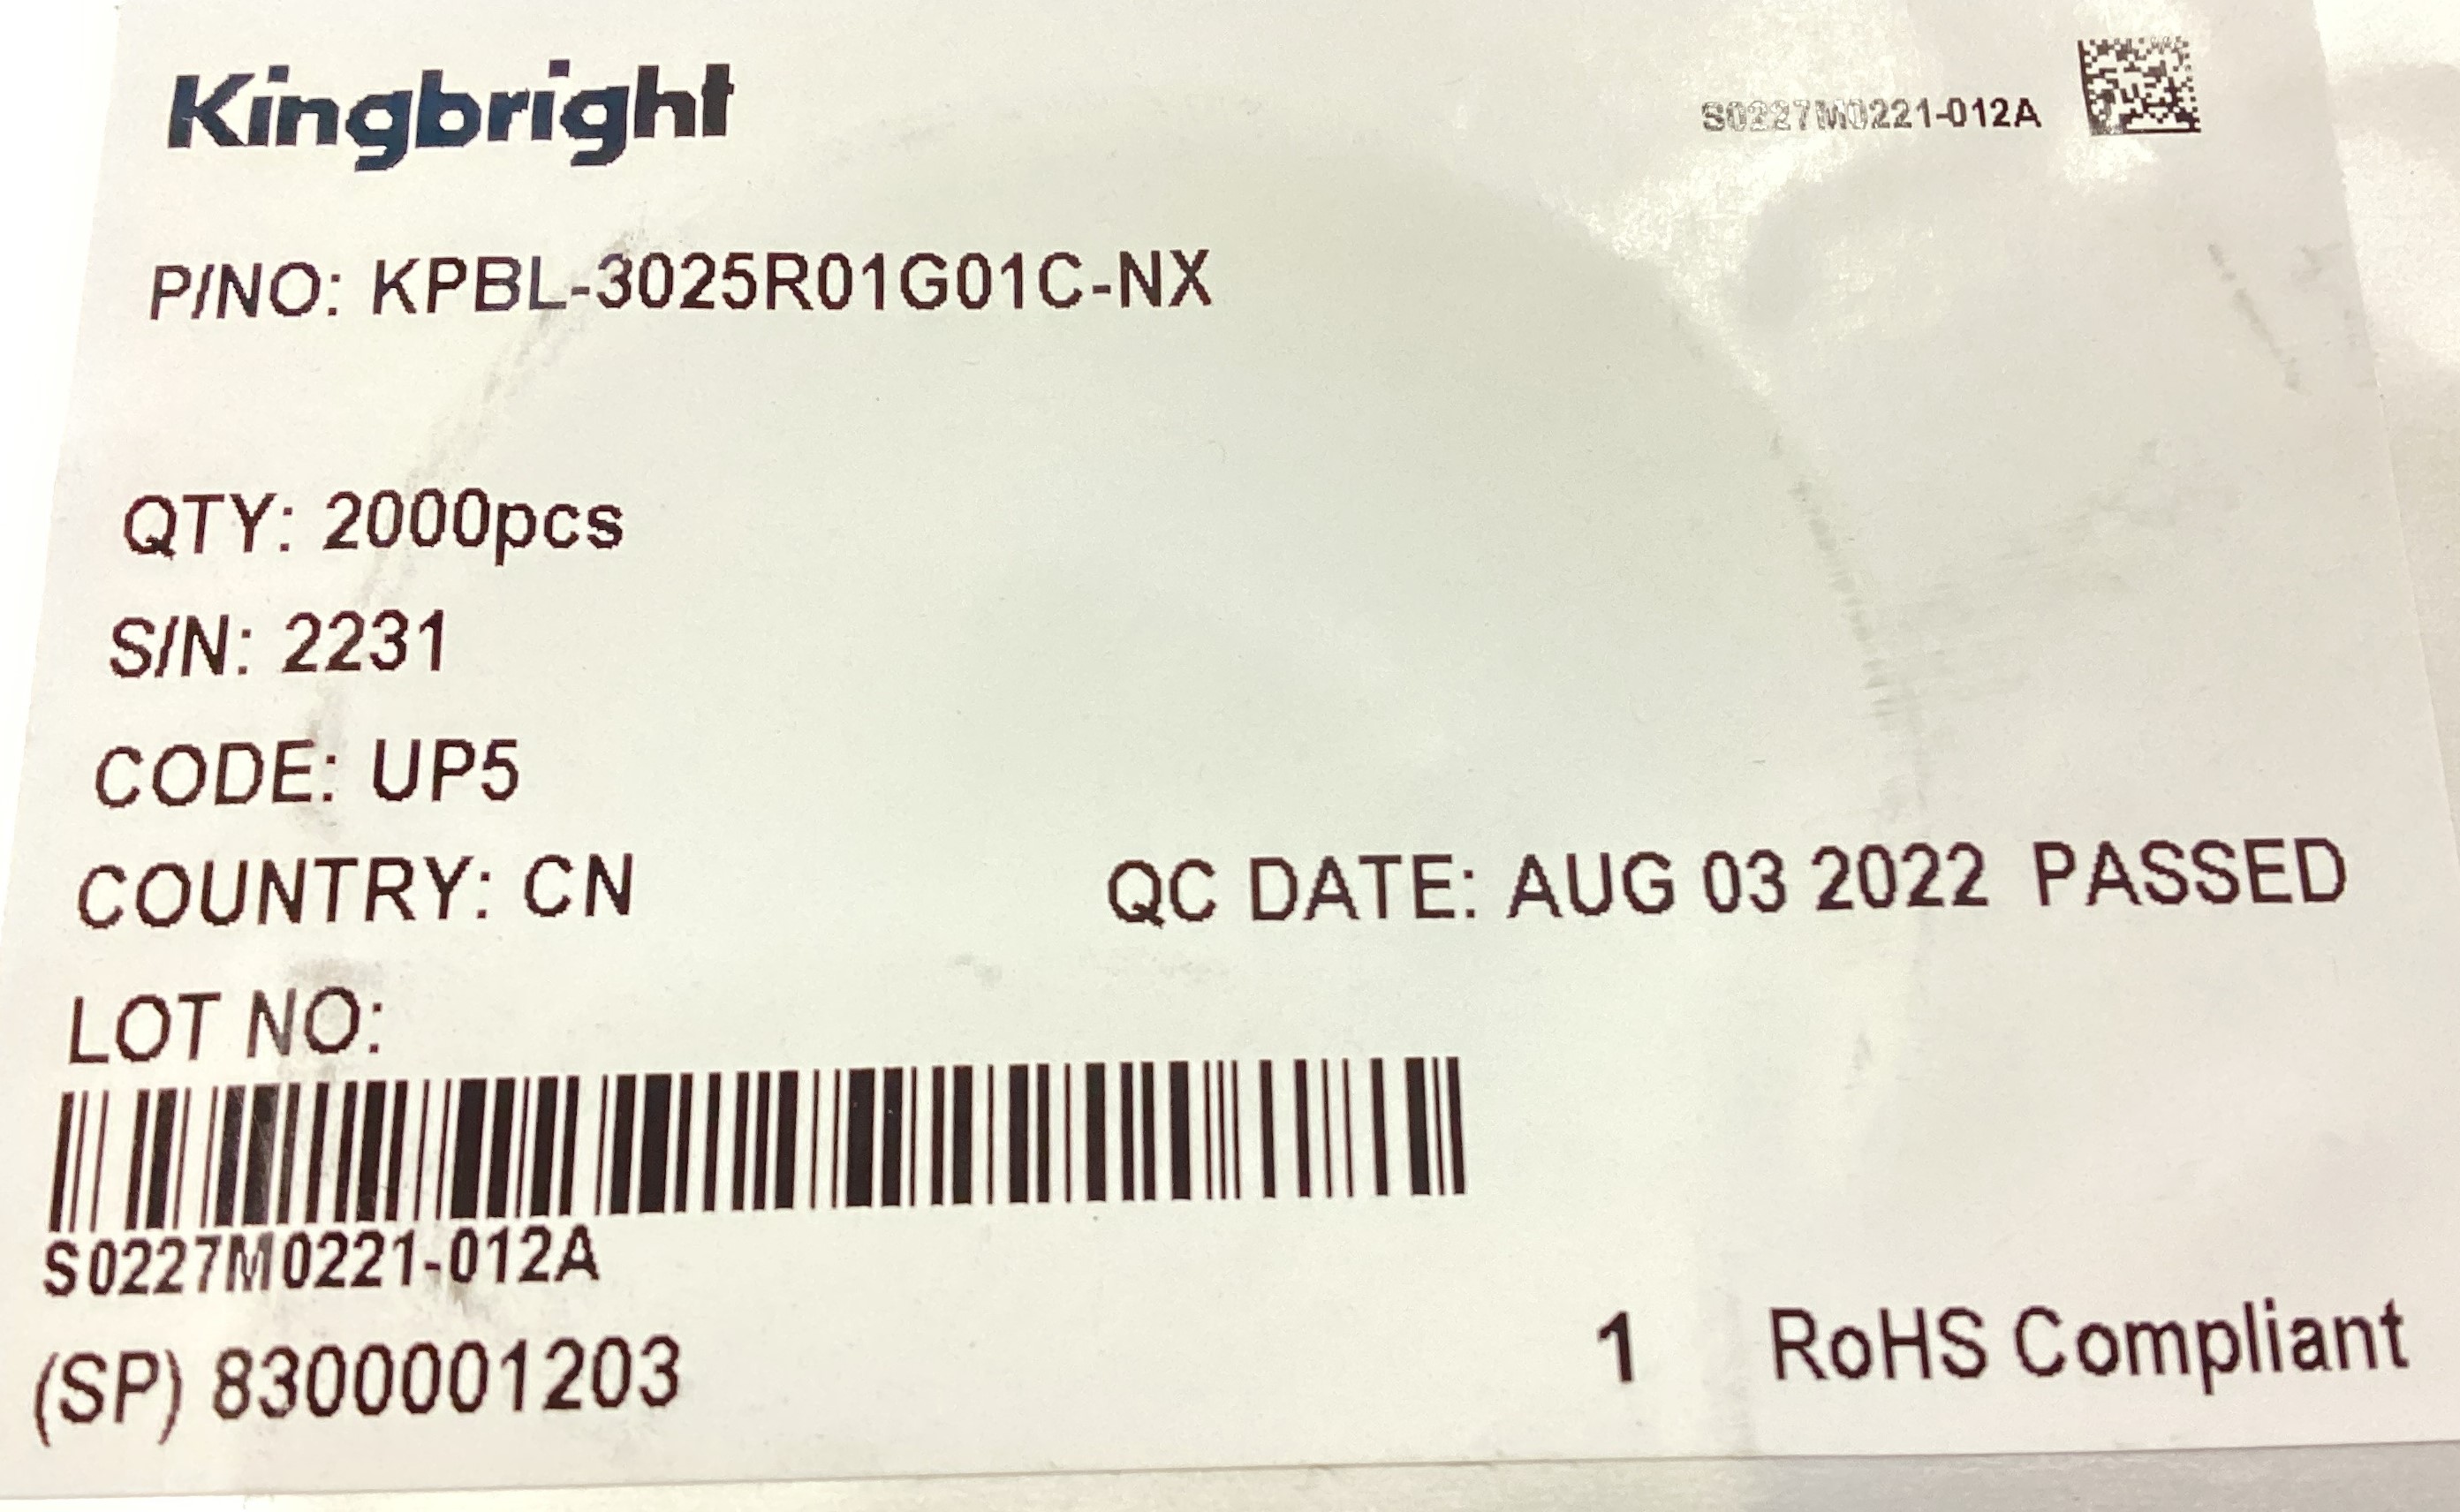 Kingbright
S0227M0221-012A
P/NO: KPBL-3025R01G01C-NX
QTY: 2000pcs
S/N: 2231
CODE: UP5
COUNTRY: CN
QC DATE: AUG 03 2022 PASSED
LOT NO:
S0227M0221-012A
(SP) 8300001203
1
RoHS Compliant